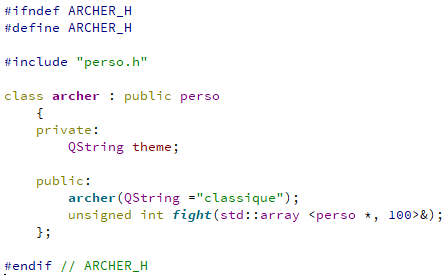 #ifndef ARCHER_H
#define ARCHER_H
#include "perso.h"
class archer : public perso
{
private:
QString theme;
public:
archer(QString ="classique");
unsigned int fight(std::array <perso *, 100>&);
};
#endif // ARCHER_H